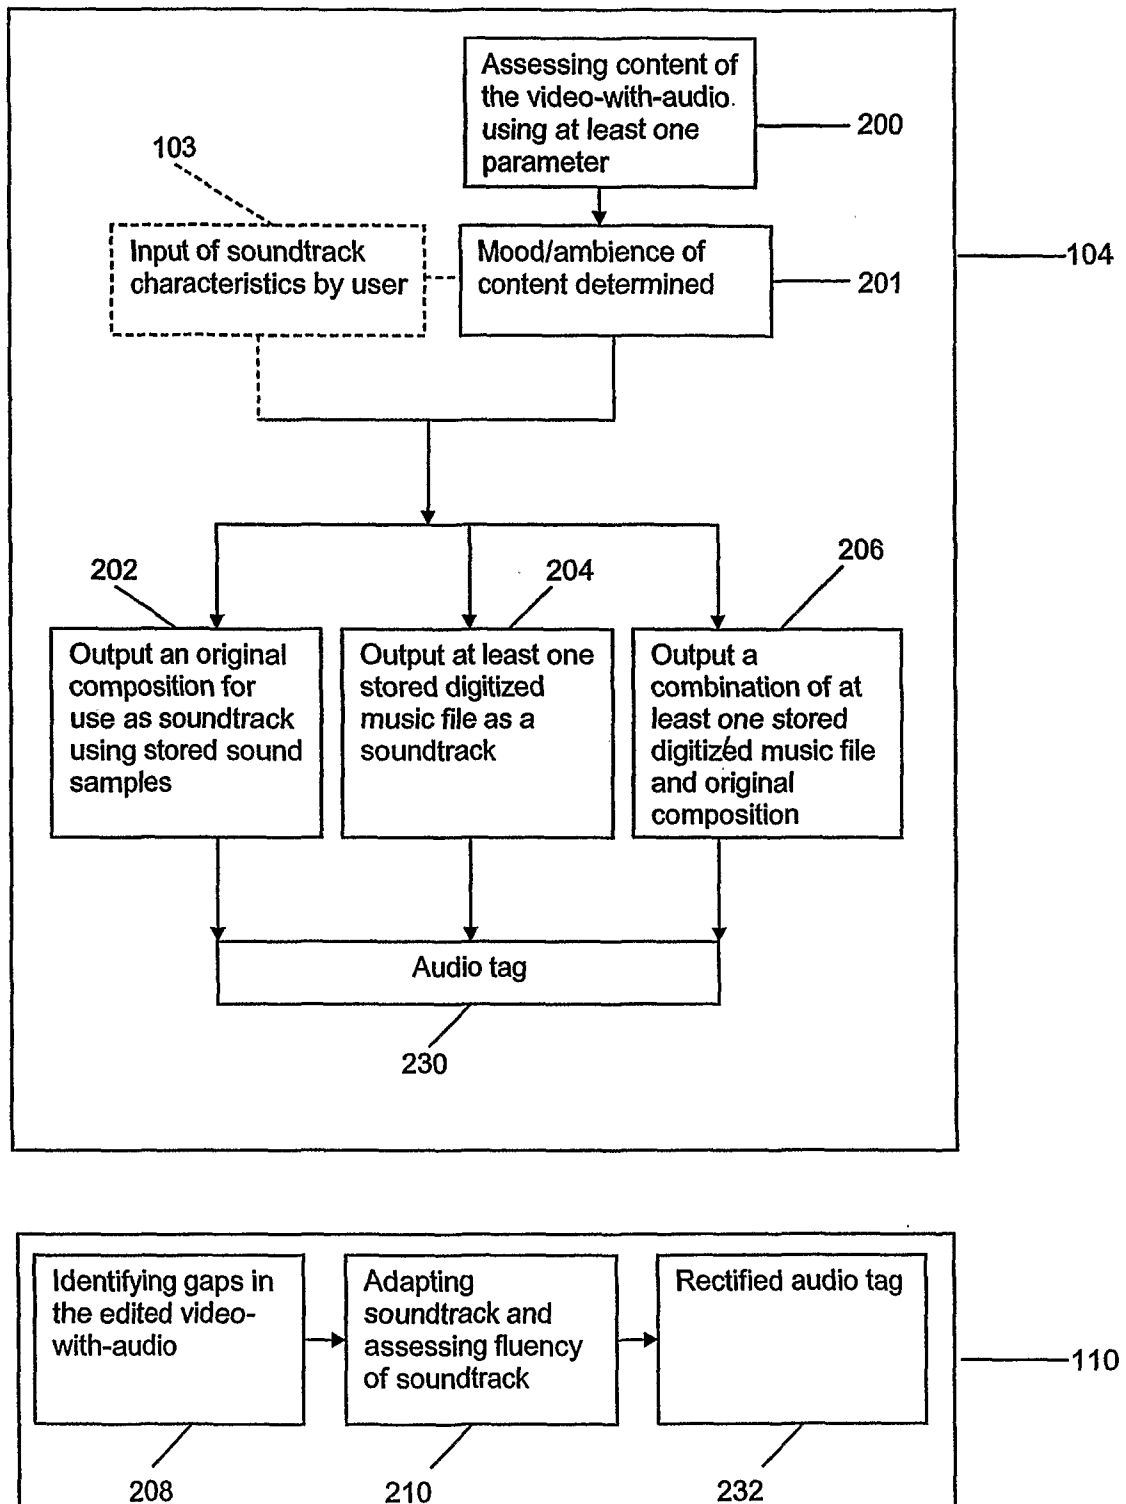 Assessing content of
the video-with-audio.
using at least one
parameter
200
103
Input of soundtrack
characteristics by user
Mood/ambience of
content determined
201
104
202
204
206
Output an original
composition for
use as soundtrack
using stored sound
samples
Output at least one
stored digitized
music file as a
soundtrack
Output a
combination of at
least one stored
digitized music file
and original
composition
Audio tag
230
Identifying gaps in
the edited video-
with-audio
Adapting
soundtrack and
assessing fluency
of soundtrack
Rectified audio tag
110
208
210
232